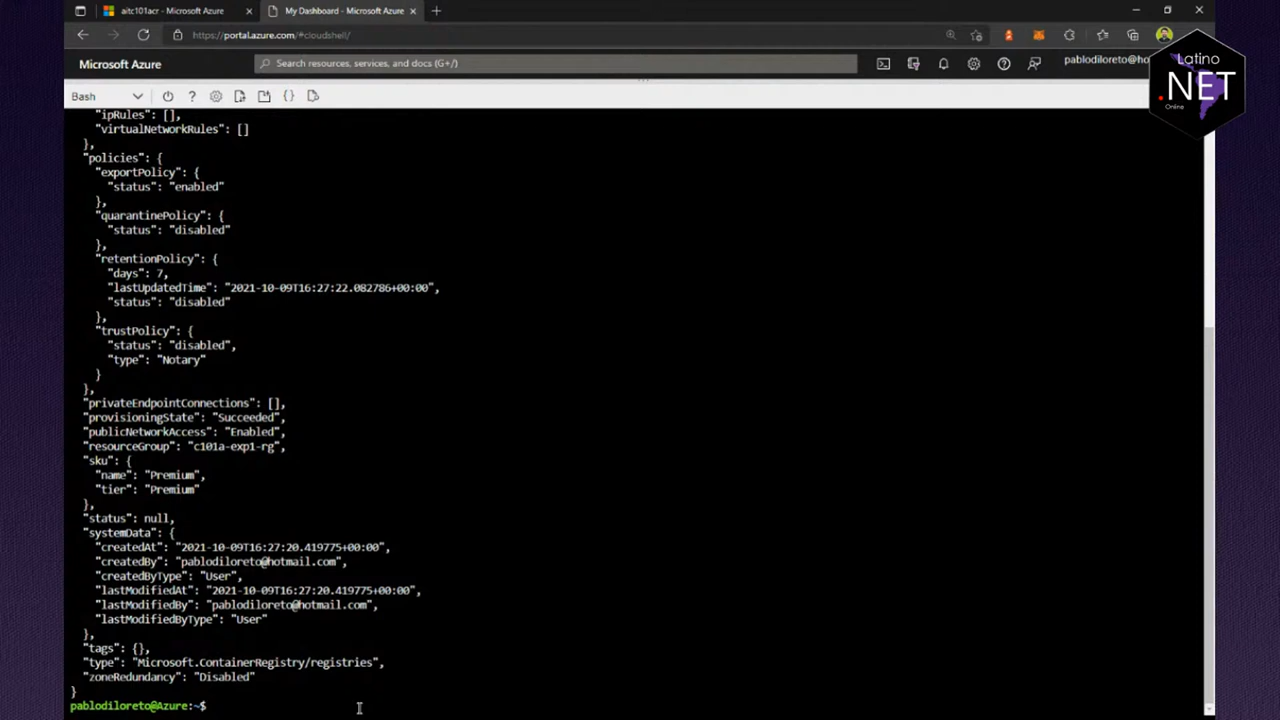 aitc101acr - Microsoft Azure
My Dashboard - Microsoft Azure
https://portal.azure.com/#cloudshell/
Microsoft Azure
Search resources, services, and docs (G+/)
pablodiloreto@ho
Latino
.NET
Online
Bash
"ipRules": [],
"virtualNetworkRules": []
},
"policies": {
"exportPolicy": {
"status": "enabled"
},
"quarantinePolicy": {
"status": "disabled"
},
"retentionPolicy": {
"days": 7,
"lastUpdatedTime": "2021-10-09T16:27:22.082786+00:00",
"status": "disabled"
},
"trustPolicy": {
"status": "disabled",
"type": "Notary"
}
},
"privateEndpointConnections": [],
"provisioningState": "Succeeded",
"publicNetworkAccess": "Enabled",
"resourceGroup": "c101a-exp1-rg",
"sku": {
"name": "Premium",
"tier": "Premium"
},
"status": null,
"systemData": {
"createdAt": "2021-10-09T16:27:20.419775+00:00",
"createdBy": "pablodiloreto@hotmail.com",
"createdByType": "User",
"lastModifiedAt": "2021-10-09T16:27:20.419775+00:00",
"lastModifiedBy": "pablodiloreto@hotmail.com",
"lastModifiedByType": "User"
},
"tags": {},
"type": "Microsoft.ContainerRegistry/registries",
"zoneRedundancy": "Disabled"
}
pablodiloreto@Azure:~$